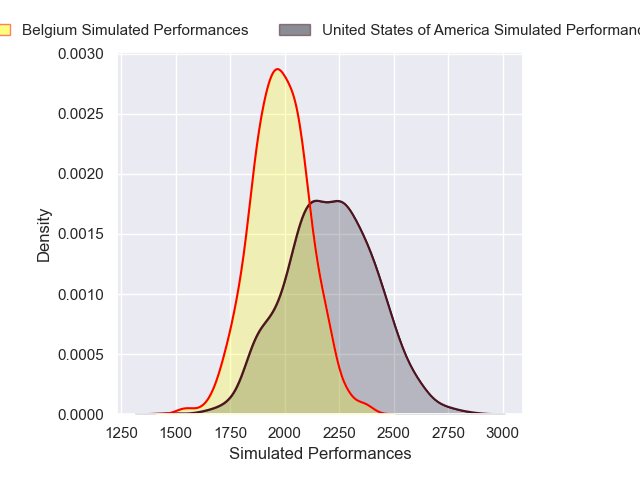 Belgium Simulated Performances
United States of America Simulated
0.0030
0.0025
0.0020
0.0015
0.0010
0.0005
0.0000
Density
1250 1500 1750 2000 2250 2500 2750 3000
Simulated Performances